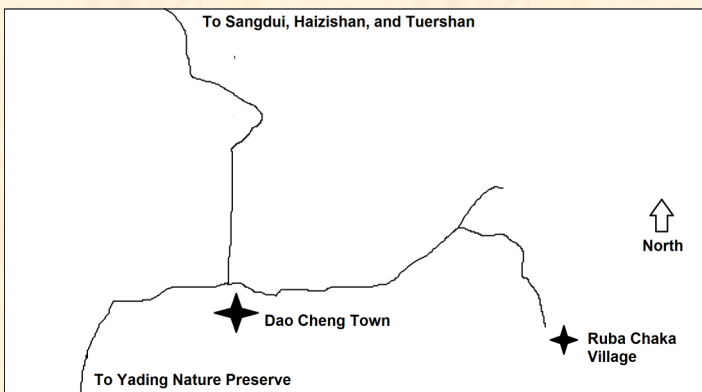 To Sangdui, Haizishan, and Tuershan
North
Dao Cheng Town
Ruba Chaka
Village
To Yading Nature Preserve